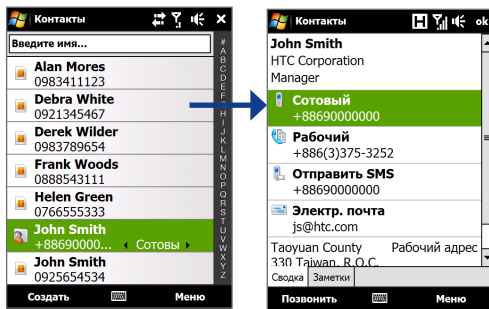 Контакты
Введите имя...
Alan Mores
0983411123
Debra White
0921345467
Derek Wilder
0983789654
Frank Woods
0888543111
Helen Green
0766555333
John Smith
+88690000... Сотовы
John Smith
0925654534
#
A
B
C
D
E
F
G
H
I
J
K
L
M
N
O
P
Q
R
S
T
U
V
W
X
Y
Z
Создать Меню
Контакты H ok
John Smith
HTC Corporation
Manager
Сотовый
+88690000000
Рабочий
+886(3)375-3252
Отправить SMS
+88690000000
Электр. почта
js@htc.com
Taoyuan County Рабочий адрес
330 Taiwan, R.O.C.
Сводка Заметки
Позвонить Меню